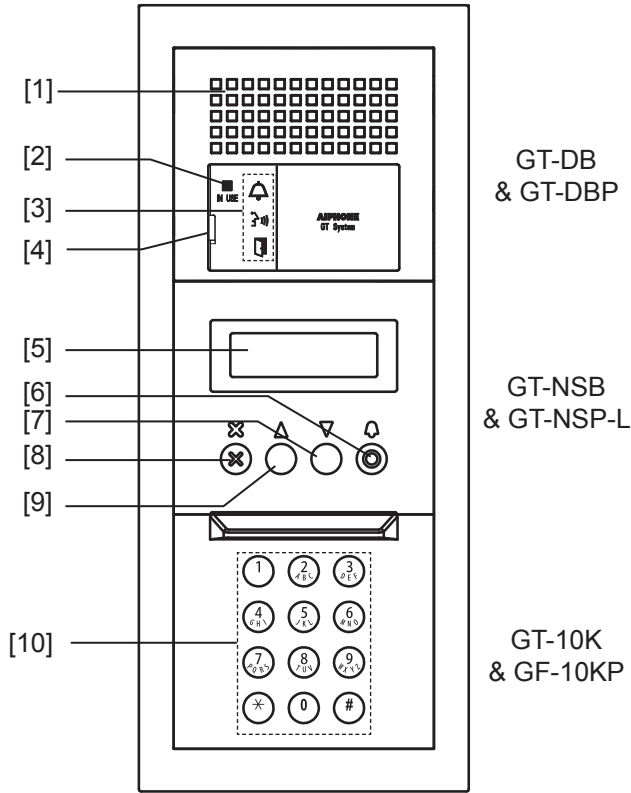 [1]
[2]
IN USE
[3]
[4]
AIPHONE
GT System
GT-DB
& GT-DBP
[5]
[6]
[7]
[8]
[9]
GT-NSB
& GT-NSP-L
[10]
1
2
ABC
3
DEF
4
GHI
5
JKL
6
MNO
7
PQRS
8
TUV
9
WXYZ
*
0
#
GT-10K
& GF-10KP